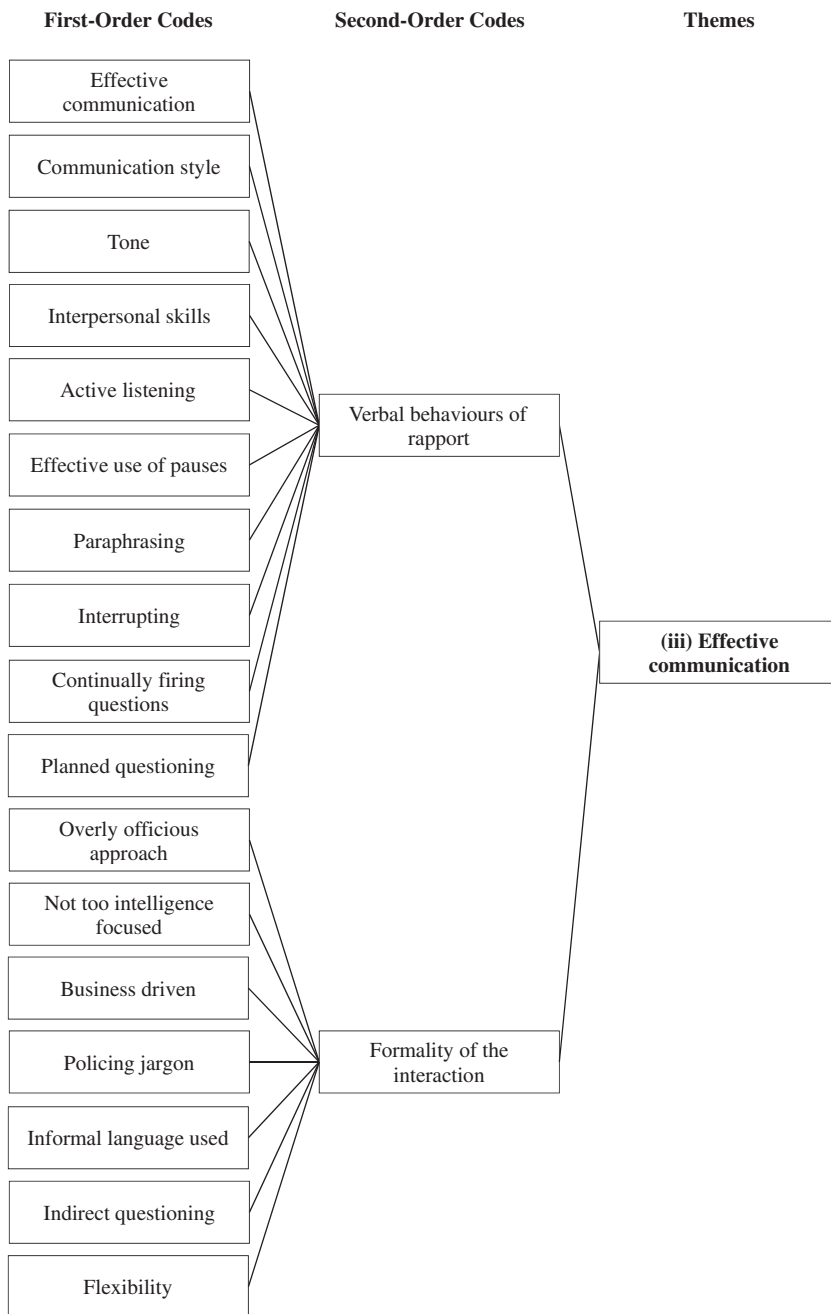 First-Order Codes
Second-Order Codes
Themes
Effective
communication
Communication style
Tone
Interpersonal skills
Active listening
Effective use of pauses
Paraphrasing
Interrupting
Continually firing
questions
Planned questioning
Overly officious
approach
Not too intelligence
focused
Business driven
Policing jargon
Informal language used
Indirect questioning
Flexibility
Verbal behaviours of
rapport
Formality of the
interaction
(iii) Effective
communication